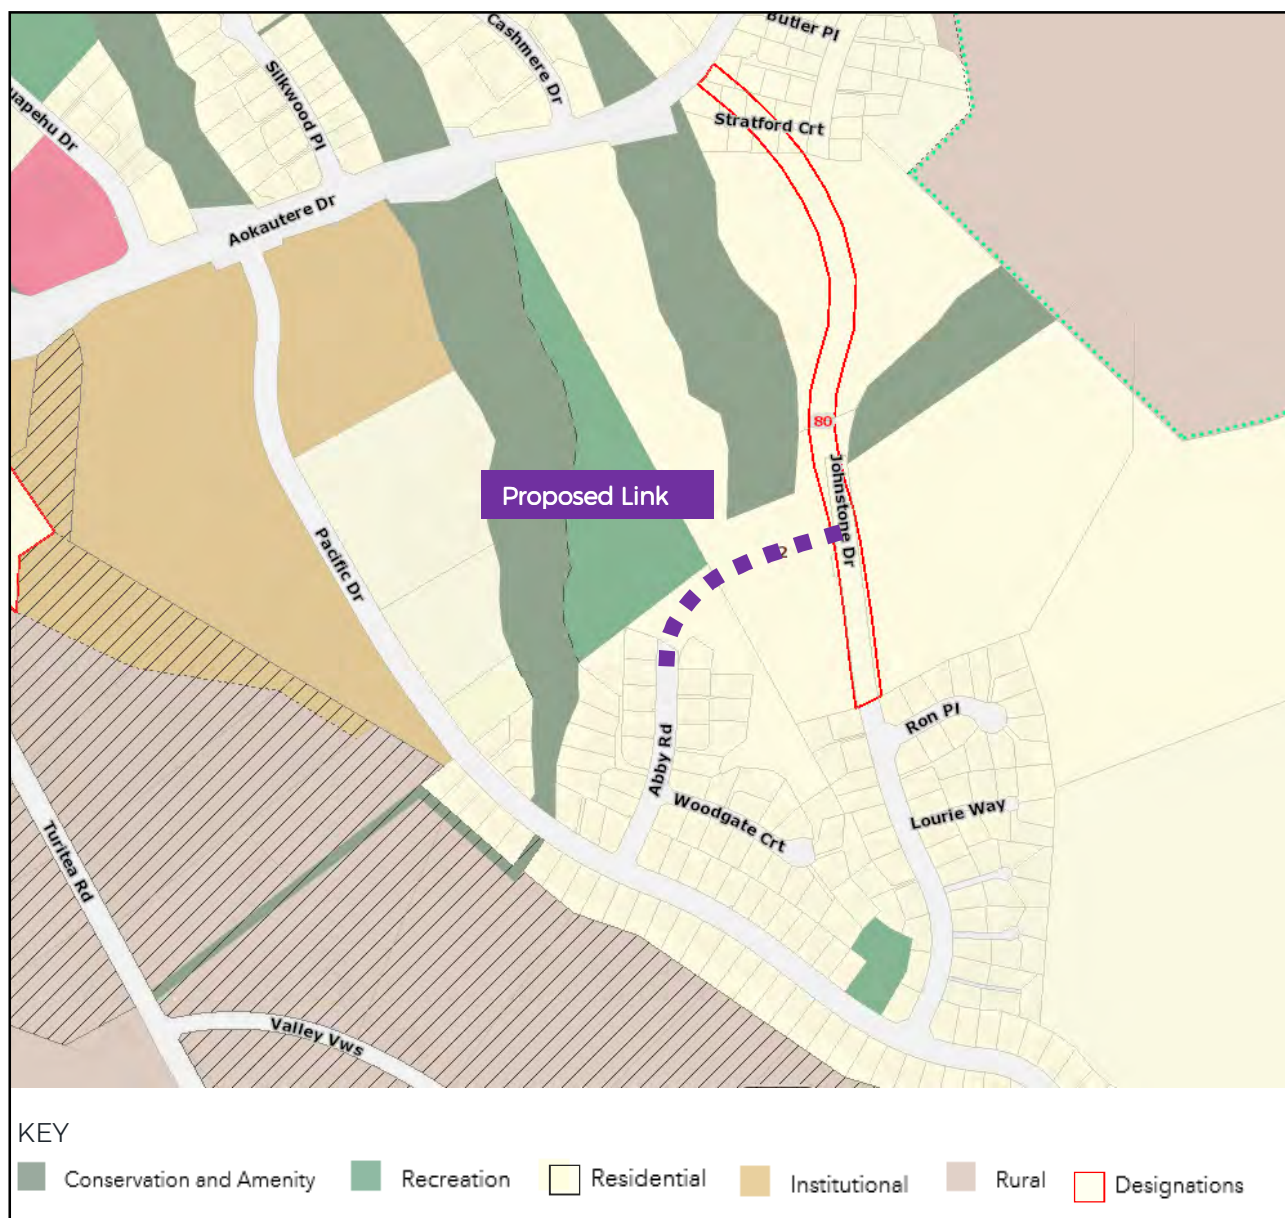 Butler Pl
Cashmere Dr
Silkwood Pl
uapehu Dr
Stratford Crt
Aokautere Dr
80
Proposed Link
Johnstone Dr
2
Pacific Dr
Ron Pl
Abby Rd
Woodgate Crt
Lourie Way
Turitea Rd
Valley Vws
KEY
Conservation and Amenity Recreation Residential Institutional Rural Designations